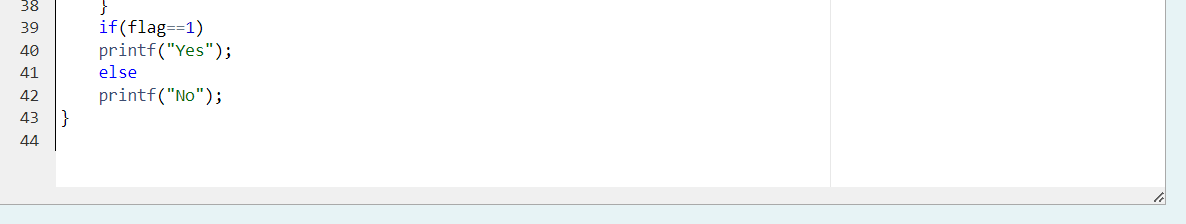 38 }
39 if(flag==1)
40 printf("Yes");
41 else
42 printf("No");
43 }
44